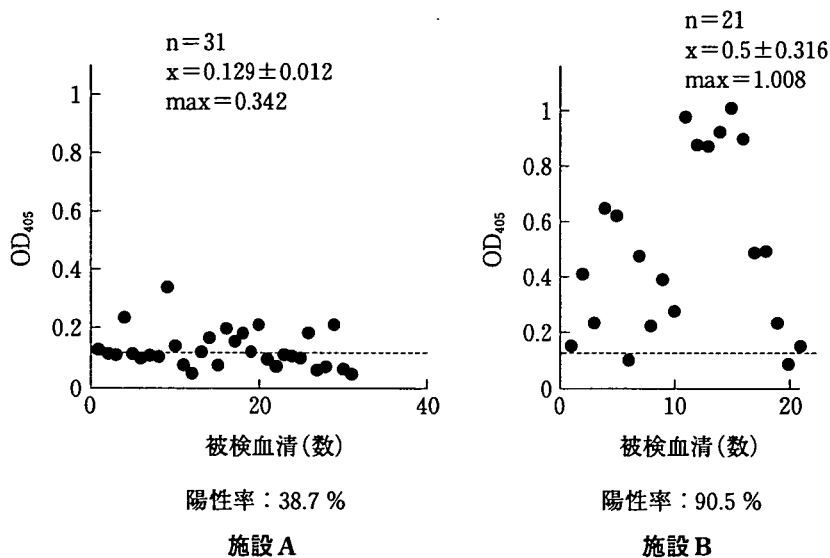 n=31
x=0.129±0.012
max=0.342
1
0.8
0.6
0.4
0.2
0
OD₄₀₅
0
20
40
被検血清(数)
陽性率：38.7 %
施設A
n=21
x=0.5±0.316
max=1.008
1
0.8
0.6
0.4
0.2
0
OD₄₀₅
0
10
20
被検血清(数)
陽性率：90.5 %
施設B